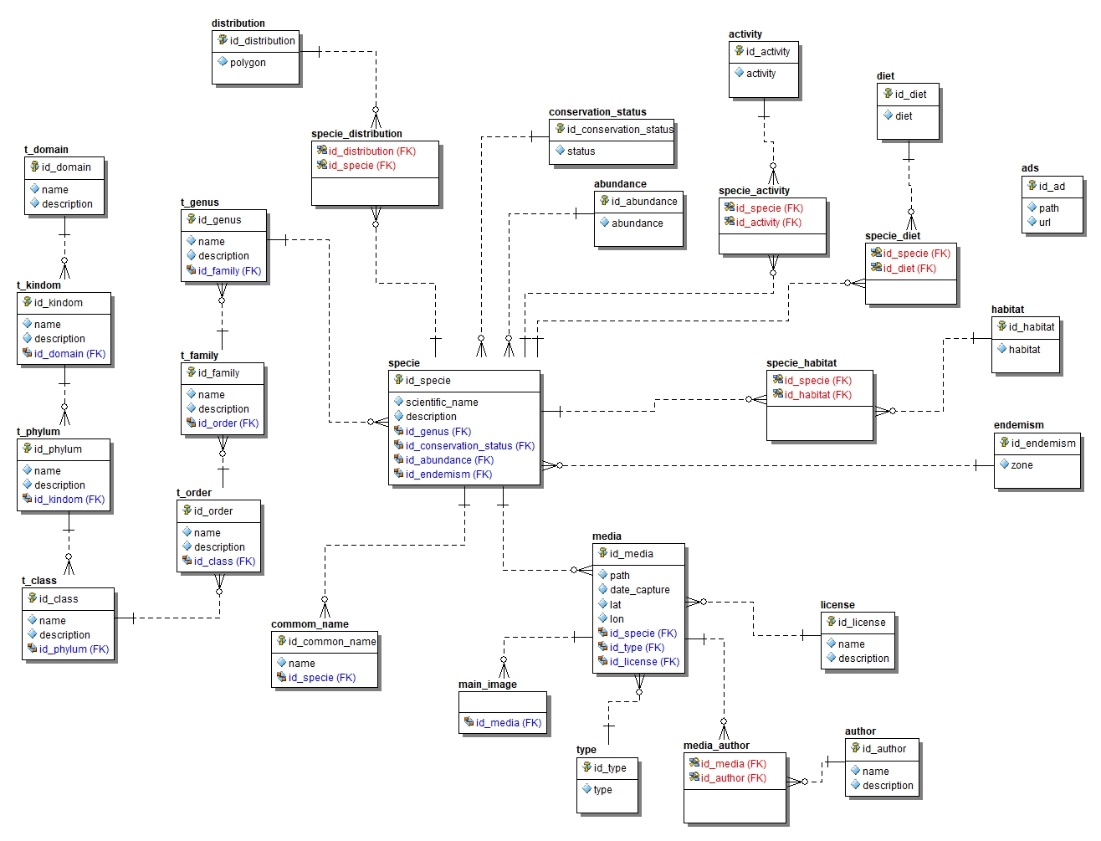 distribution
id_distribution
polygon
activity
id_activity
activity
diet
id_diet
diet
conservation_status
id_conservation_status
status
specie_distribution
id_distribution (FK)
id_specie (FK)
t_domain
id_domain
name
description
abundance
id_abundance
abundance
specie_activity
id_specie (FK)
id_activity (FK)
ads
id_ad
path
url
t_genus
id_genus
name
description
id_family (FK)
specie_diet
id_specie (FK)
id_diet (FK)
t_kindom
id_kindom
name
description
id_domain (FK)
habitat
id_habitat
habitat
t_family
id_family
name
description
id_order (FK)
specie
id_specie
scientific_name
description
id_genus (FK)
id_conservation_status (FK)
id_abundance (FK)
id_endemism (FK)
specie_habitat
id_specie (FK)
id_habitat (FK)
t_phylum
id_phylum
name
description
id_kindom (FK)
endemism
id_endemism
zone
t_order
id_order
name
description
id_class (FK)
media
id_media
path
date_capture
lat
lon
id_specie (FK)
id_type (FK)
id_license (FK)
t_class
id_class
name
description
id_phylum (FK)
license
id_license
name
description
commom_name
id_common_name
name
id_specie (FK)
main_image
id_media (FK)
type
id_type
type
media_author
id_media (FK)
id_author (FK)
author
id_author
name
description